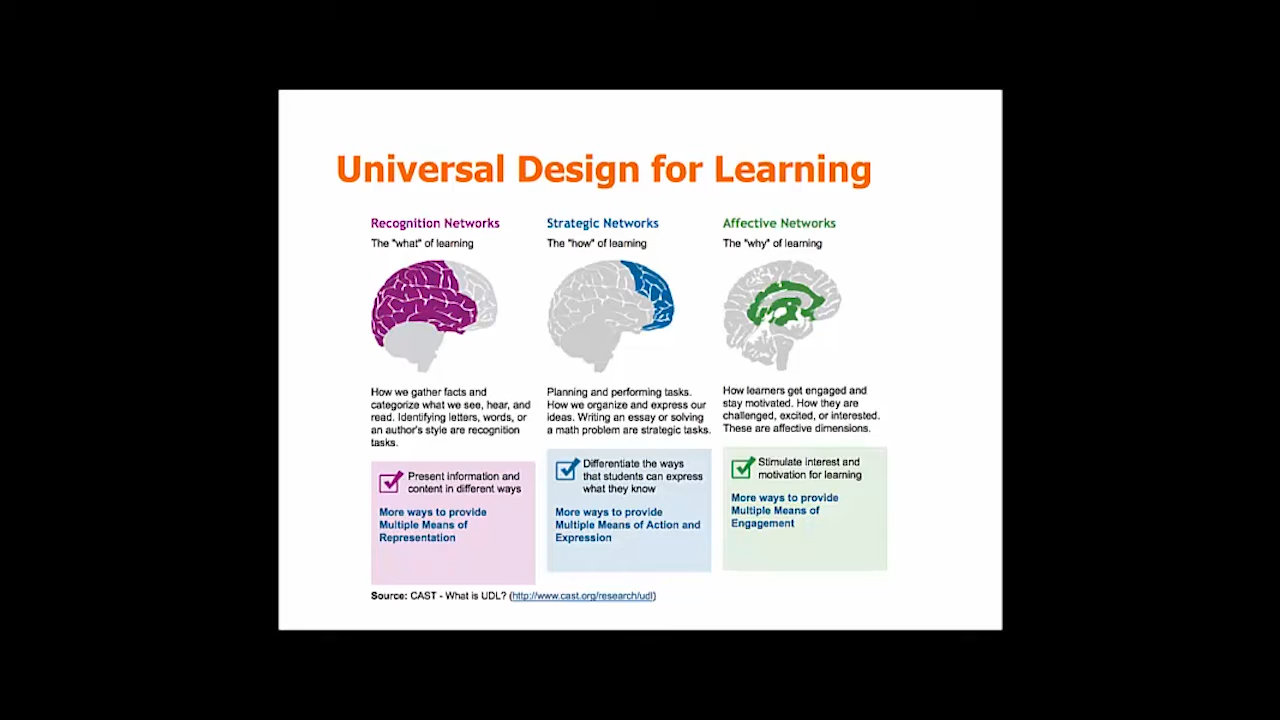 Universal Design for Learning
Recognition Networks
The "what" of learning
How we gather facts and
categorize what we see, hear, and
read. Identifying letters, words, or
an author's style are recognition
tasks.
Present information and
content in different ways
More ways to provide
Multiple Means of
Representation
Strategic Networks
The "how" of learning
Planning and performing tasks.
How we organize and express our
ideas. Writing an essay or solving
a math problem are strategic tasks.
Differentiate the ways
that students can express
what they know
More ways to provide
Multiple Means of Action and
Expression
Affective Networks
The "why" of learning
How learners get engaged and
stay motivated. How they are
challenged, excited, or interested.
These are affective dimensions.
Stimulate interest and
motivation for learning
More ways to provide
Multiple Means of
Engagement
Source: CAST - What is UDL? (http://www.cast.org/research/udl)